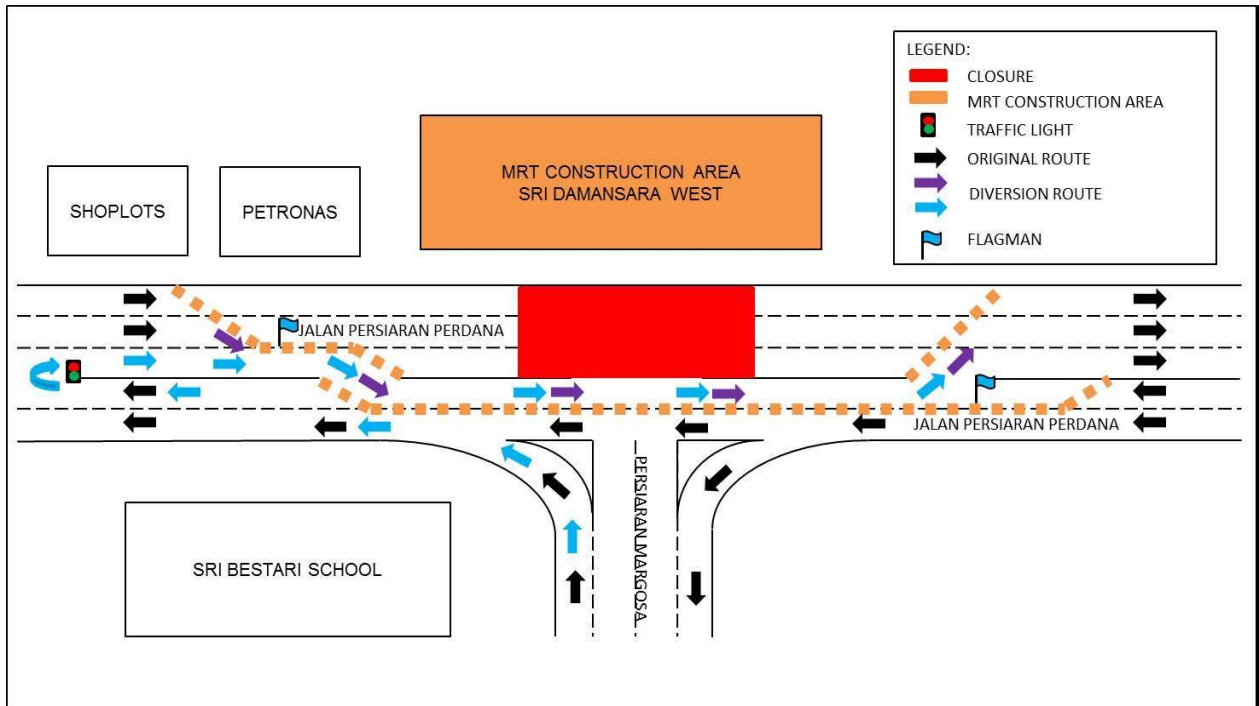 LEGEND:
CLOSURE
MRT CONSTRUCTION AREA
TRAFFIC LIGHT
ORIGINAL ROUTE
DIVERSION ROUTE
FLAGMAN
MRT CONSTRUCTION AREA
SRI DAMANSARA WEST
SHOPLOTS
PETRONAS
JALAN PERSIARAN PERDANA
JALAN PERSIARAN PERDANA
PERSIARAN MARGOSA
SRI BESTARI SCHOOL